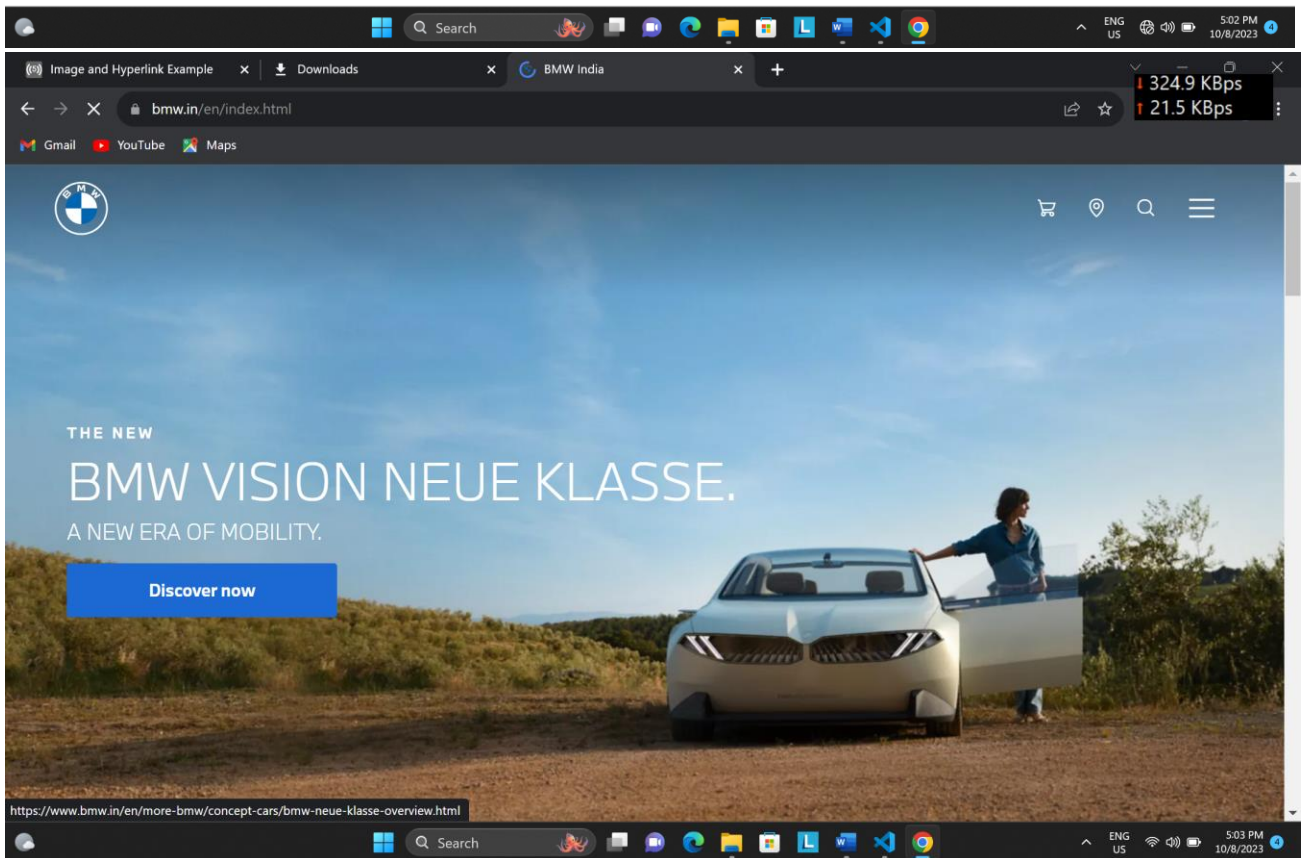 Search
ENG
US
5:02 PM
10/8/2023
4
Image and Hyperlink Example
Downloads
BMW India
324.9 KBps
21.5 KBps
bmw.in/en/index.html
Gmail
YouTube
Maps
BMW
THE NEW
BMW VISION NEUE KLASSE.
A NEW ERA OF MOBILITY.
Discover now
https://www.bmw.in/en/more-bmw/concept-cars/bmw-neue-klasse-overview.html
Search
ENG
US
5:03 PM
10/8/2023
4